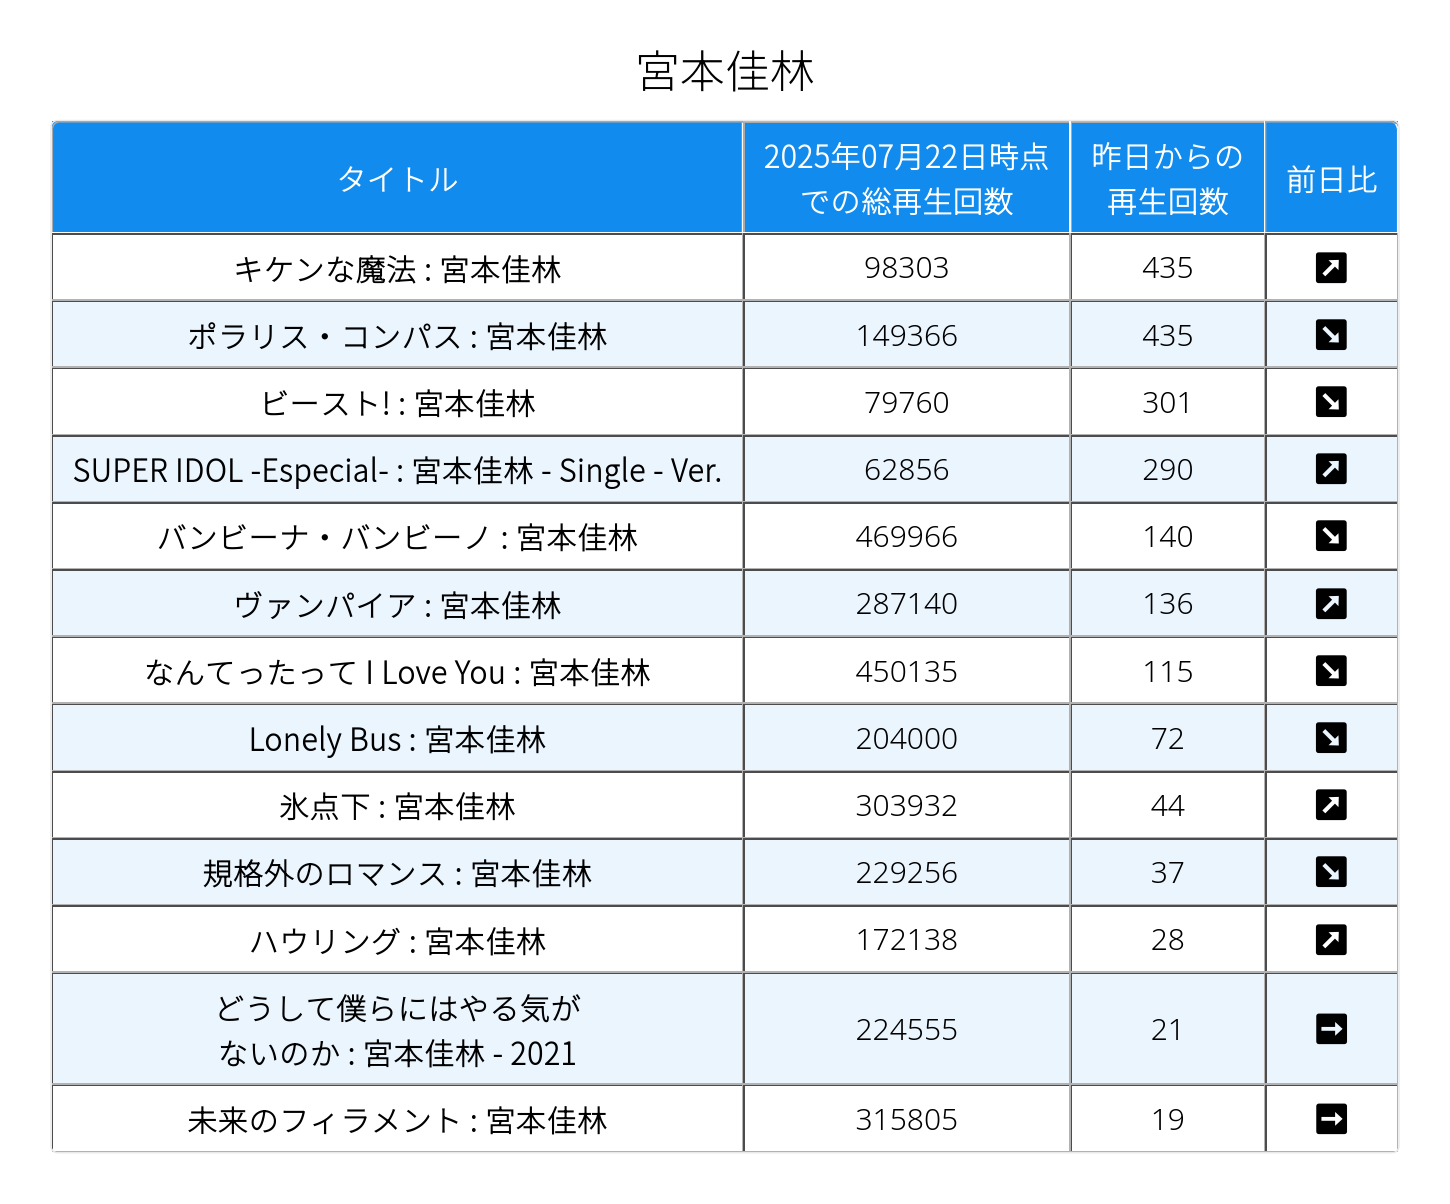 宮本佳林
タイトル
2025年07月22日時点
での総再生回数
昨日からの
再生回数
前日比
キケンな魔法 : 宮本佳林
98303
435
ポラリス・コンパス : 宮本佳林
149366
435
ビースト! : 宮本佳林
79760
301
SUPER IDOL -Especial- : 宮本佳林 - Single - Ver.
62856
290
バンビーナ・バンビーノ : 宮本佳林
469966
140
ヴァンパイア : 宮本佳林
287140
136
なんてったって I Love You : 宮本佳林
450135
115
Lonely Bus : 宮本佳林
204000
72
氷点下 : 宮本佳林
303932
44
規格外のロマンス : 宮本佳林
229256
37
ハウリング : 宮本佳林
172138
28
どうして僕らにはやる気が
ないのか : 宮本佳林 - 2021
224555
21
未来のフィラメント : 宮本佳林
315805
19